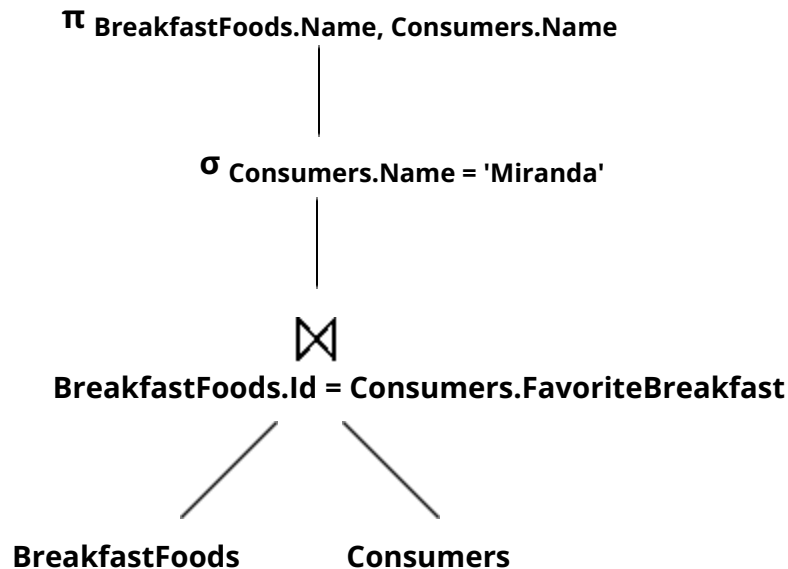 π BreakfastFoods.Name, Consumers.Name
σ Consumers.Name = 'Miranda'
⋈
BreakfastFoods.Id = Consumers.FavoriteBreakfast
BreakfastFoods Consumers